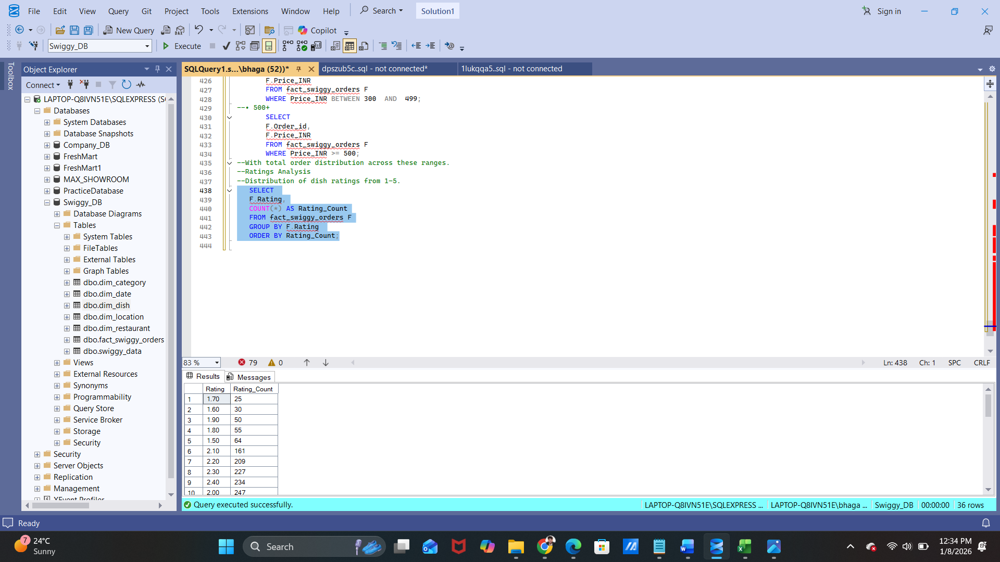 File Edit View Query Git Project Tools Extensions Window Help Search Solution1 Sign in
New Query DAX Copilot
Swiggy_DB Execute
Toolbox
Object Explorer
Connect
LAPTOP-Q8IVN51E\SQLEXPRESS (S
Databases
System Databases
Database Snapshots
Company_DB
FreshMart
FreshMart1
MAX_SHOWROOM
PracticeDatabase
Swiggy_DB
Database Diagrams
Tables
System Tables
FileTables
External Tables
Graph Tables
dbo.dim_category
dbo.dim_date
dbo.dim_dish
dbo.dim_location
dbo.dim_restaurant
dbo.fact_swiggy_orders
dbo.swiggy_data
Views
External Resources
Synonyms
Programmability
Query Store
Service Broker
Storage
Security
Security
Server Objects
Replication
Management
XEvent Profiler
SQLQuery1.s...\bhaga (52))* dpszub5c..sql - not connected* 1lukqqa5..sql - not connected
426 F.Price_INR
427 FROM fact_swiggy_orders F
428 WHERE Price_INR BETWEEN 300 AND 499;
429 --• 500+
430 SELECT
431 F.Order_id,
432 F.Price_INR
433 FROM fact_swiggy_orders F
434 WHERE Price_INR >= 500;
435 --With total order distribution across these ranges.
436 --Ratings Analysis
437 --Distribution of dish ratings from 1–5.
438 SELECT
439 F.Rating,
440 COUNT(*) AS Rating_Count
441 FROM fact_swiggy_orders F
442 GROUP BY F.Rating
443 ORDER BY Rating_Count;
444
83 % 79 0 Ln: 438 Ch: 1 SPC CRLF
Results Messages
Rating Rating_Count
1 1.70 25
2 1.60 30
3 1.90 50
4 1.80 55
5 1.50 64
6 2.10 161
7 2.20 209
8 2.30 227
9 2.40 234
10 2.00 247
Query executed successfully. LAPTOP-Q8IVN51E\SQLEXPRESS ... LAPTOP-Q8IVN51E\bhaga ... Swiggy_DB 00:00:00 36 rows
Ready
7 24°C
Sunny
Search
12:34 PM
1/8/2026